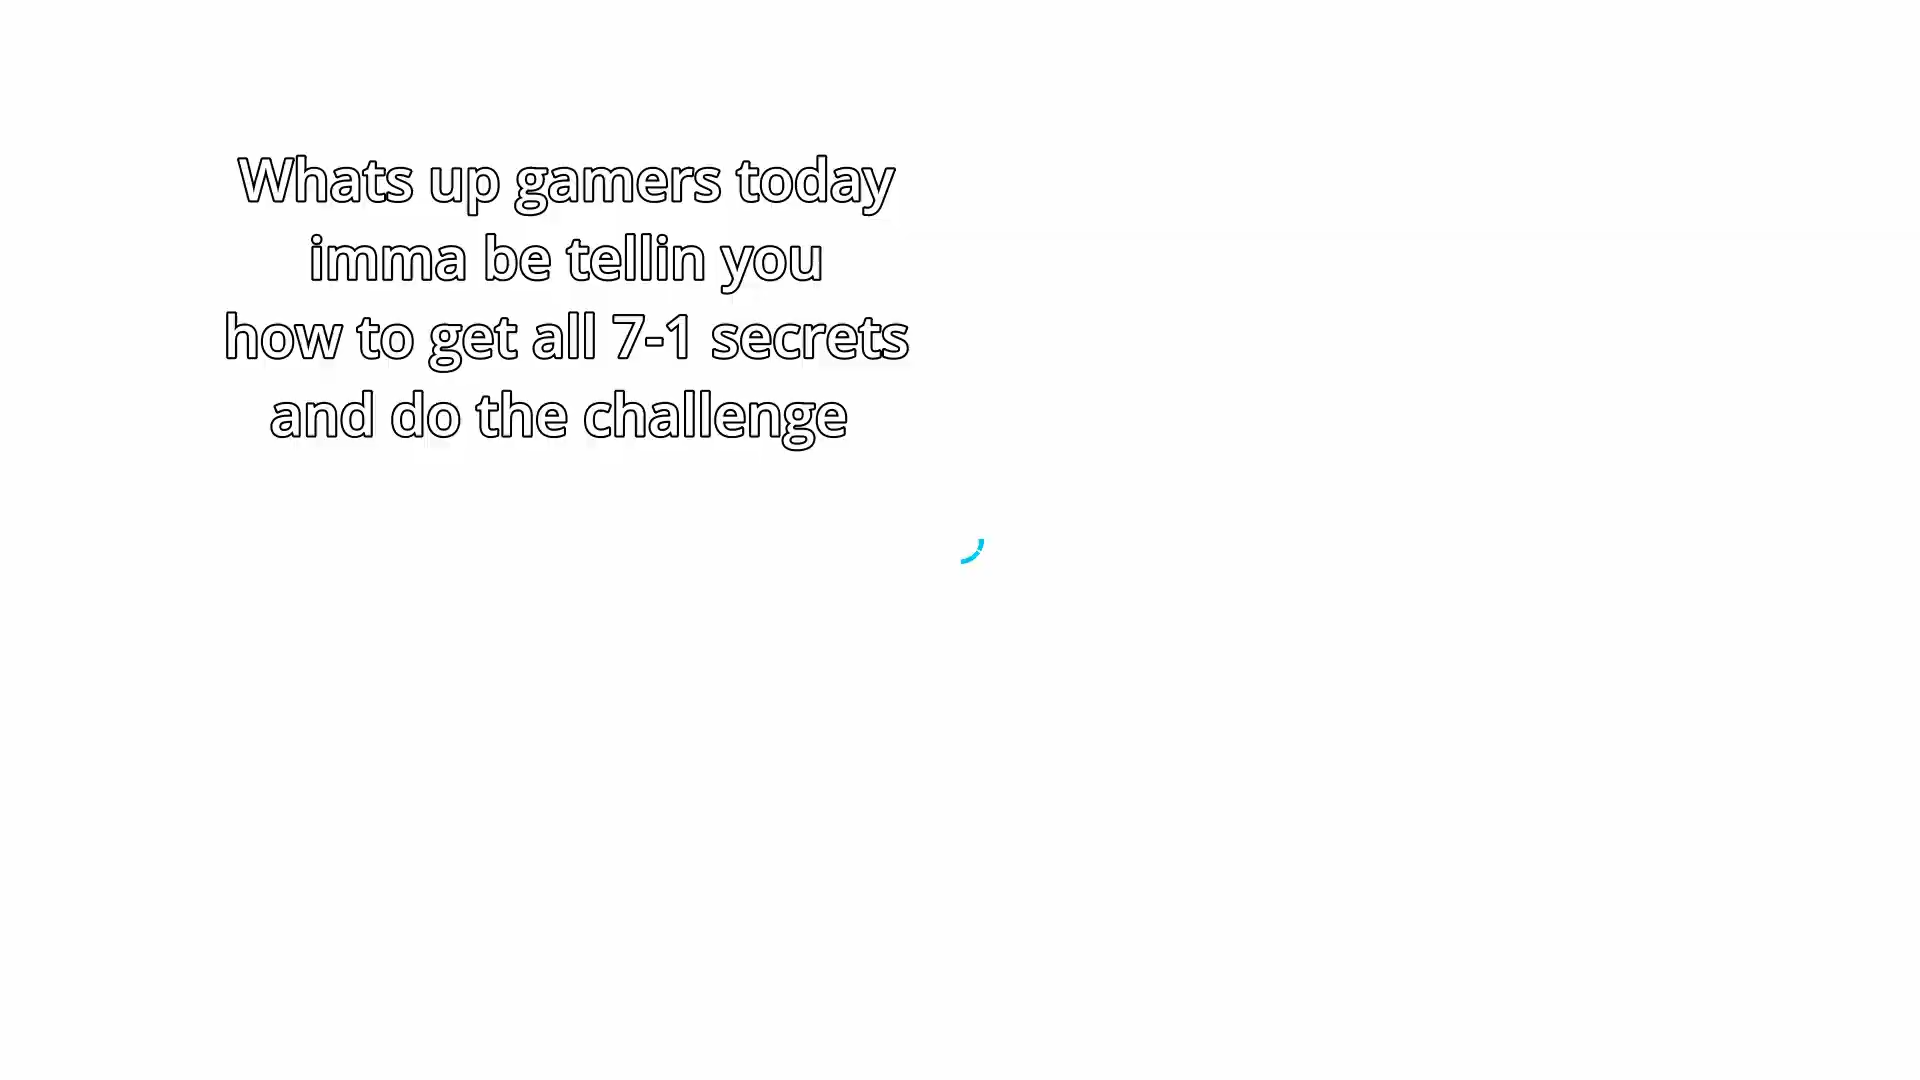 Whats up gamers today
imma be tellin you
how to get all 7-1 secrets
and do the challenge